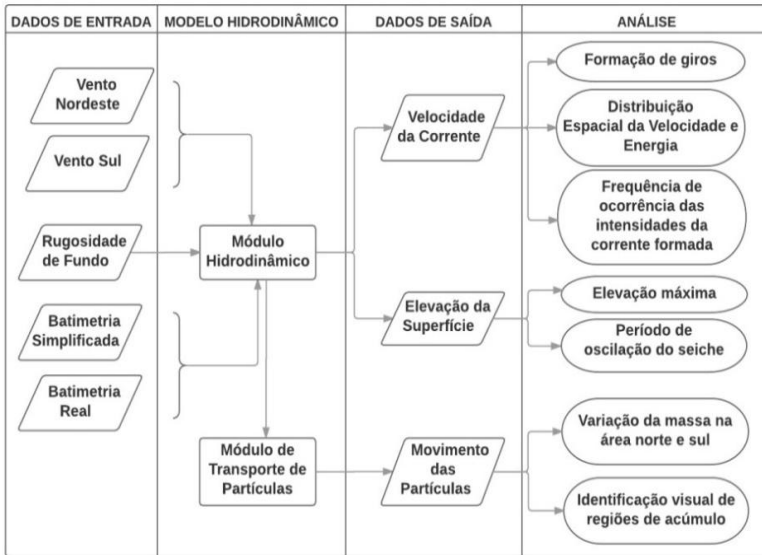 DADOS DE ENTRADA
MODELO HIDRODINÂMICO
DADOS DE SAÍDA
ANÁLISE
Vento
Nordeste
Vento Sul
Rugosidade
de Fundo
Batimetria
Simplificada
Batimetria
Real
Módulo
Hidrodinâmico
Módulo de
Transporte de
Partículas
Velocidade
da Corrente
Elevação da
Superfície
Movimento
das
Partículas
Formação de giros
Distribuição
Espacial da Velocidade e
Energia
Frequência de
ocorrência das
intensidades da
corrente formada
Elevação máxima
Período de
oscilação do seiche
Variação da massa na
área norte e sul
Identificação visual de
regiões de acúmulo